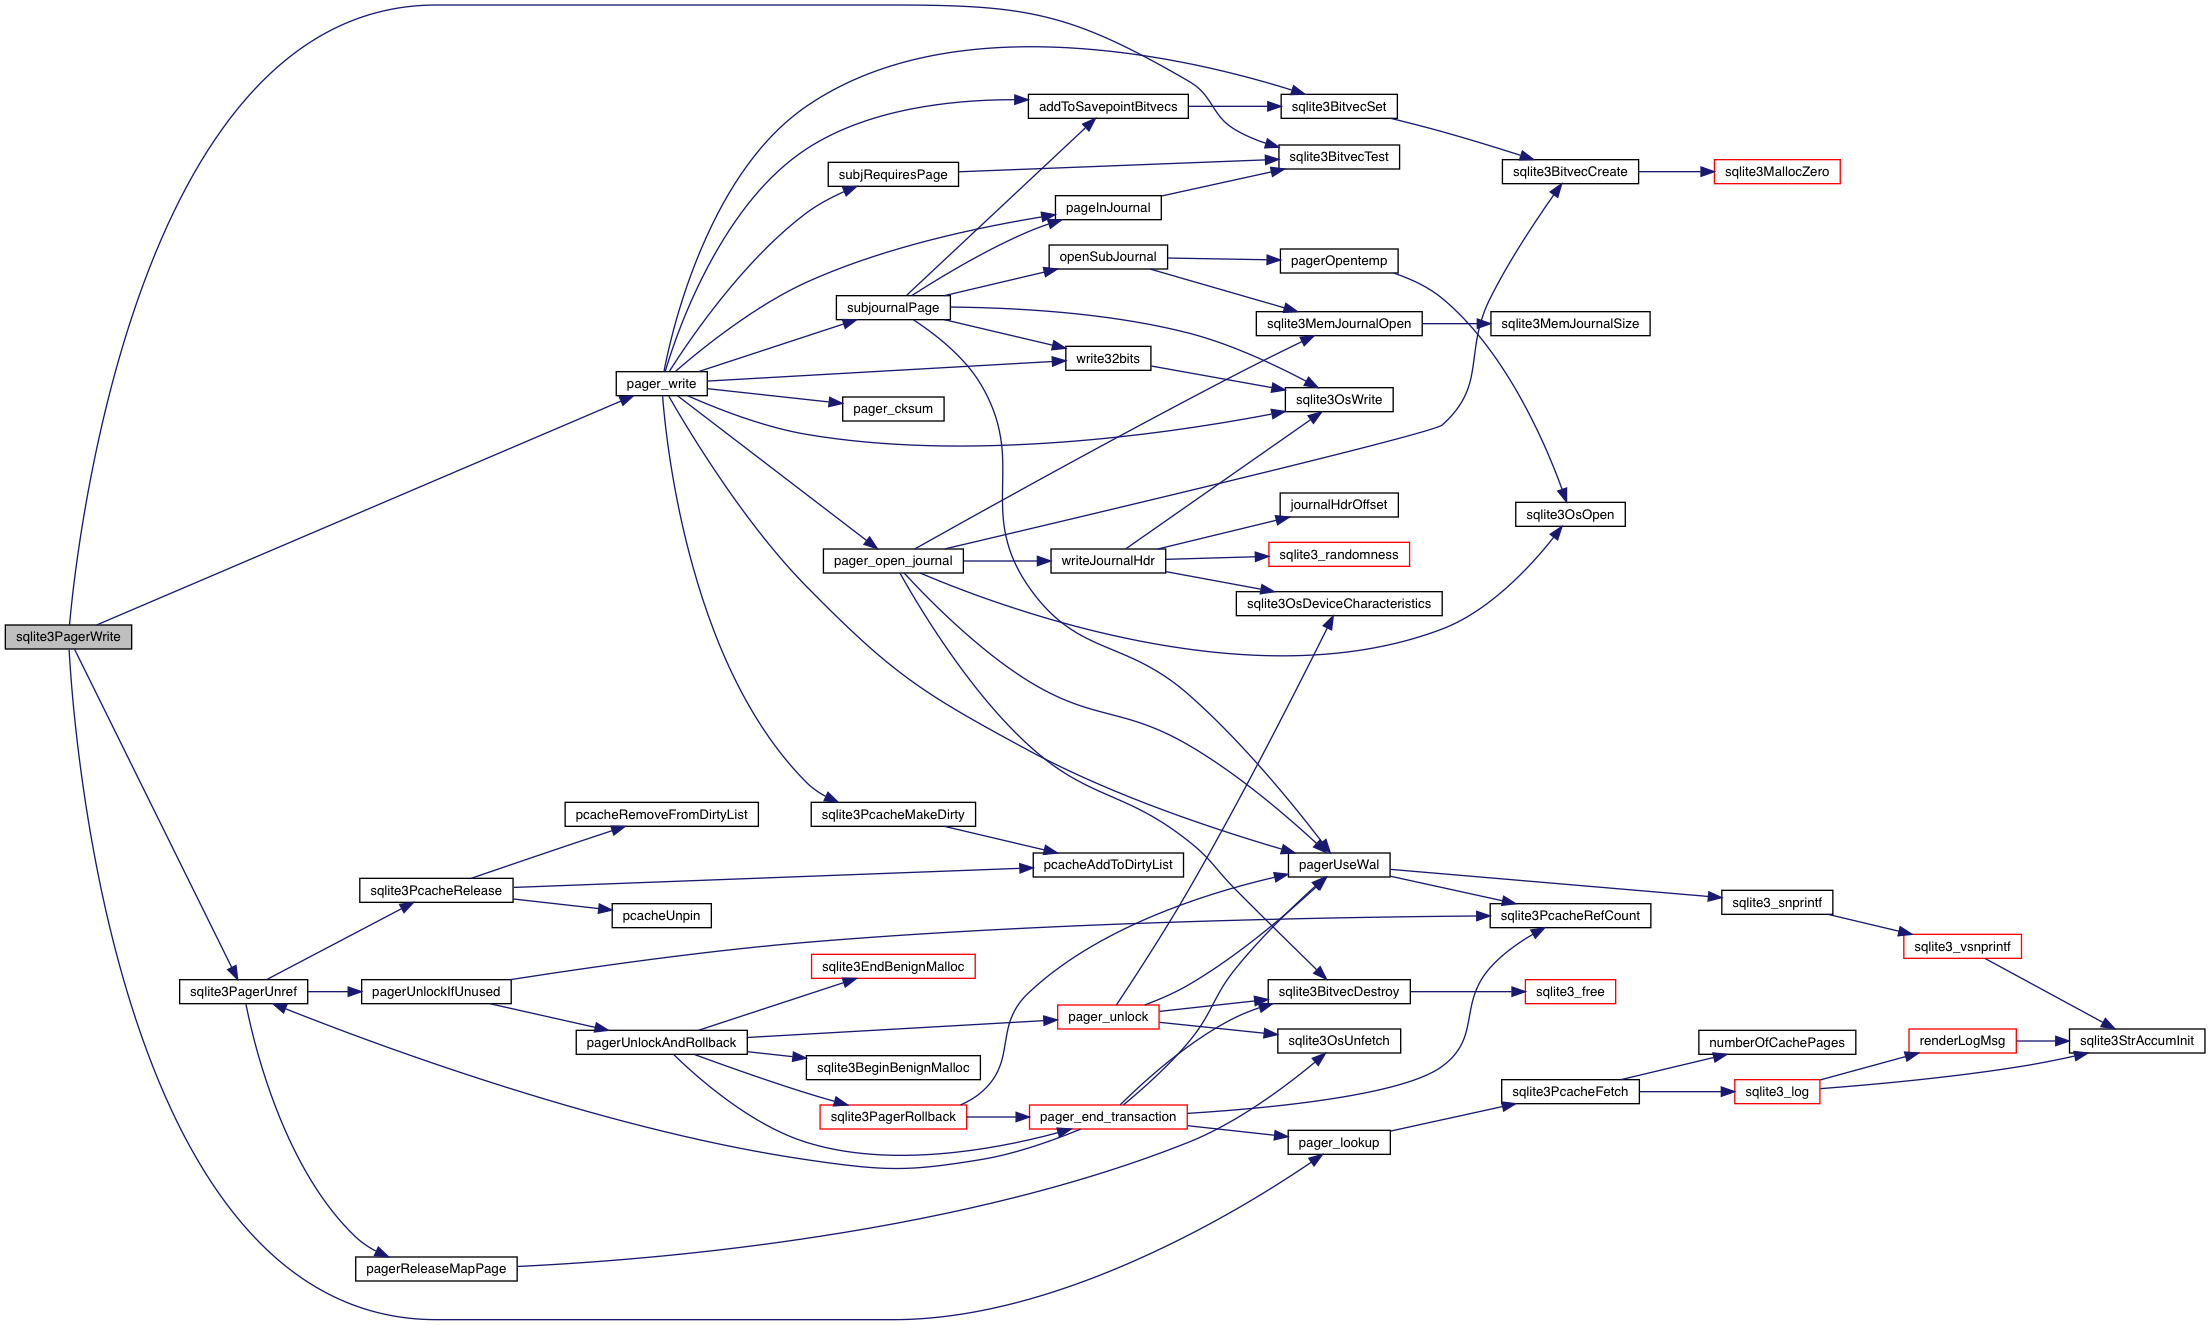 sqlite3PagerWrite
pager_write
sqlite3PagerUnref
addToSavepointBitvecs
sqlite3BitvecSet
sqlite3BitvecTest
subjRequiresPage
sqlite3BitvecCreate
sqlite3MallocZero
pageInJournal
openSubJournal
pagerOpentemp
subjournalPage
sqlite3MemJournalOpen
sqlite3MemJournalSize
write32bits
sqlite3OsWrite
pager_cksum
journalHdrOffset
sqlite3OsOpen
pager_open_journal
writeJournalHdr
sqlite3_randomness
sqlite3OsDeviceCharacteristics
pcacheRemoveFromDirtyList
sqlite3PcacheMakeDirty
pcacheAddToDirtyList
pagerUseWal
sqlite3PcacheRelease
pcacheUnpin
sqlite3PcacheRefCount
sqlite3_snprintf
sqlite3_vsnprintf
sqlite3EndBenignMalloc
pagerUnlockIfUnused
sqlite3BitvecDestroy
sqlite3_free
pager_unlock
pagerUnlockAndRollback
sqlite3OsUnfetch
numberOfCachePages
renderLogMsg
sqlite3StrAccumInit
sqlite3BeginBenignMalloc
sqlite3PcacheFetch
sqlite3_log
sqlite3PagerRollback
pager_end_transaction
pager_lookup
pagerReleaseMapPage